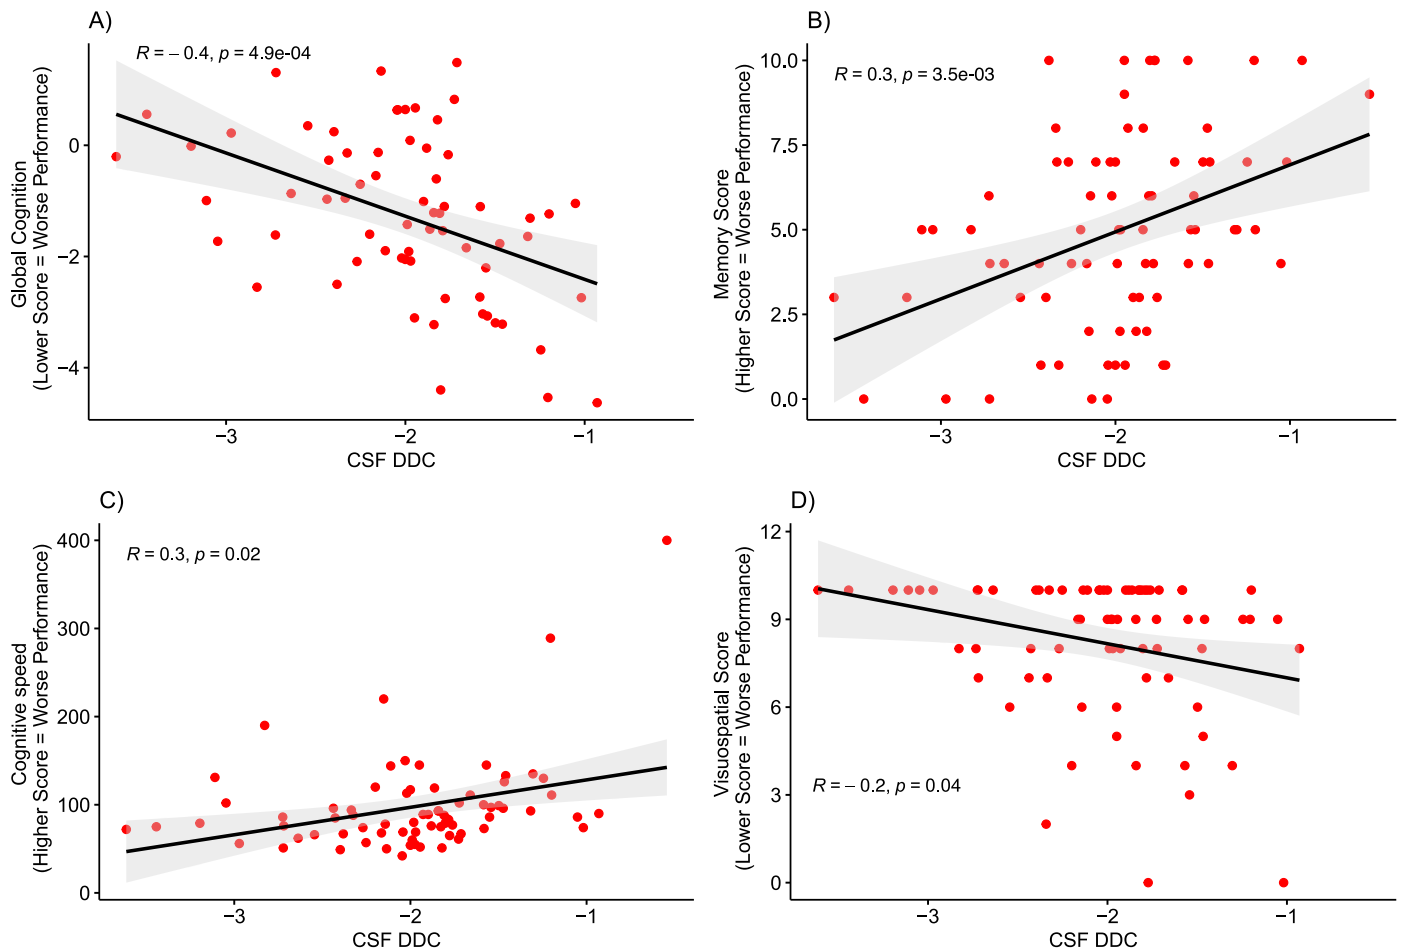 A)
R = − 0.4, p = 4.9e-04
Global Cognition
(Lower Score = Worse Performance)
0
−2
−4
−3
−2
−1
CSF DDC
B)
R = 0.3, p = 3.5e-03
Memory Score
(Higher Score = Worse Performance)
10.0
7.5
5.0
2.5
0.0
−3
−2
−1
CSF DDC
C)
R = 0.3, p = 0.02
Cognitive speed
(Higher Score = Worse Performance)
400
300
200
100
0
−3
−2
−1
CSF DDC
D)
R = − 0.2, p = 0.04
Visuospatial Score
(Lower Score = Worse Performance)
12
9
6
3
0
−3
−2
−1
CSF DDC